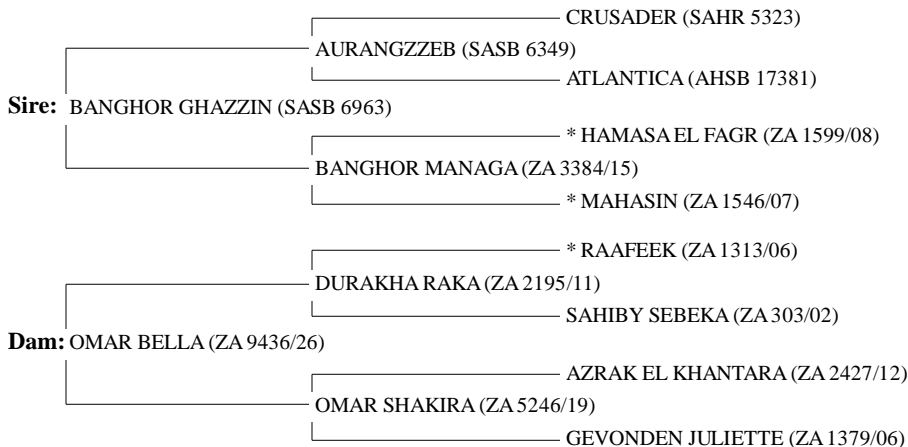 CRUSADER (SAHR 5323)
AURANGZZEB (SASB 6349)
ATLANTICA (AHSB 17381)
Sire: BANGHOR GHAZZIN (SASB 6963)
* HAMASA EL FAGR (ZA 1599/08)
BANGHOR MANAGA (ZA 3384/15)
* MAHASIN (ZA 1546/07)
* RAAFEEK (ZA 1313/06)
DURAKHA RAKA (ZA 2195/11)
SAHIBY SEBEKA (ZA 303/02)
Dam: OMAR BELLA (ZA 9436/26)
AZRAK EL KHANTARA (ZA 2427/12)
OMAR SHAKIRA (ZA 5246/19)
GEVONDEN JULIETTE (ZA 1379/06)